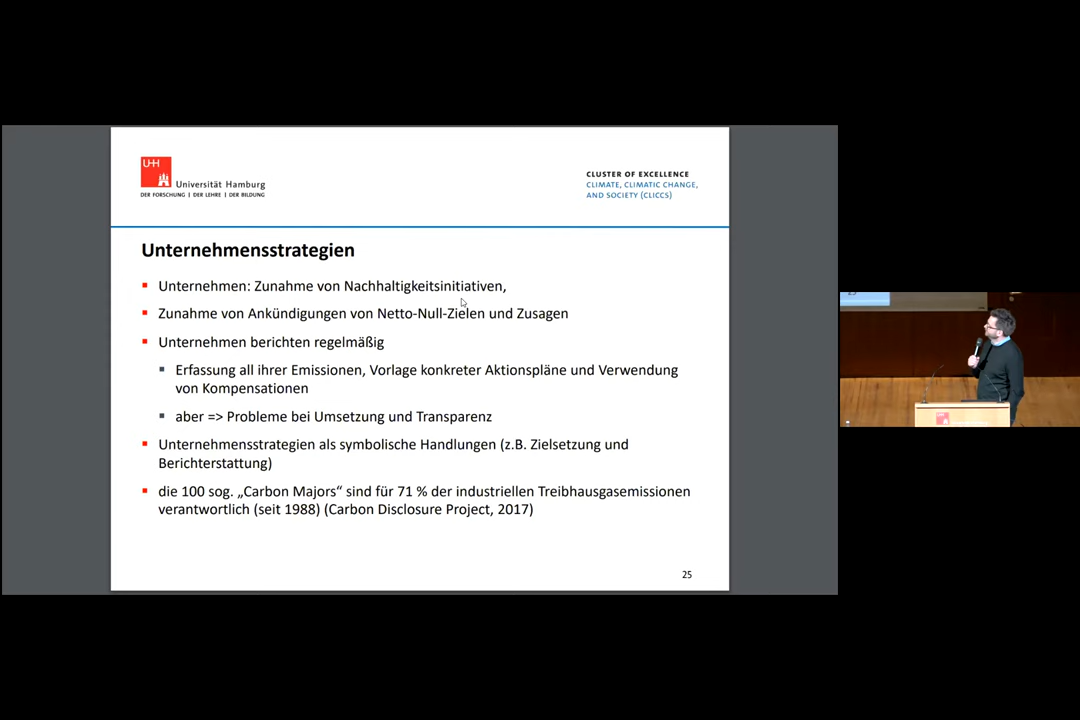 UHH
Universität Hamburg
DER FORSCHUNG | DER LEHRE | DER BILDUNG
CLUSTER OF EXCELLENCE
CLIMATE, CLIMATIC CHANGE,
AND SOCIETY (CLICCS)
Unternehmensstrategien
Unternehmen: Zunahme von Nachhaltigkeitsinitiativen,
Zunahme von Ankündigungen von Netto-Null-Zielen und Zusagen
Unternehmen berichten regelmäßig
Erfassung all ihrer Emissionen, Vorlage konkreter Aktionspläne und Verwendung
von Kompensationen
aber => Probleme bei Umsetzung und Transparenz
Unternehmensstrategien als symbolische Handlungen (z.B. Zielsetzung und
Berichterstattung)
die 100 sog. „Carbon Majors“ sind für 71 % der industriellen Treibhausgasemissionen
verantwortlich (seit 1988) (Carbon Disclosure Project, 2017)
25